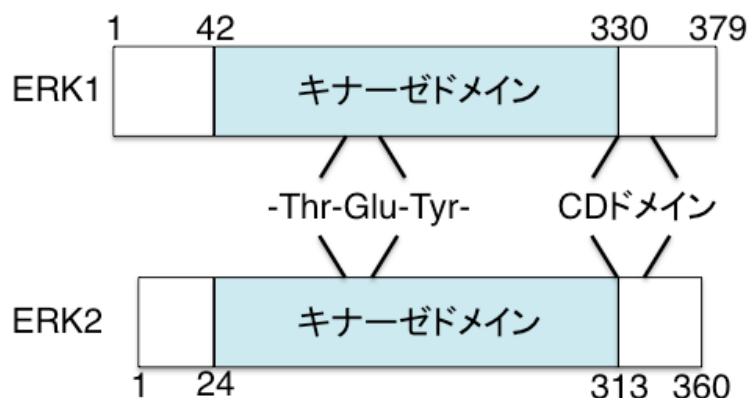 1 42 330 379
ERK1 キナーゼドメイン
-Thr-Glu-Tyr- CDドメイン
ERK2 キナーゼドメイン
1 24 313 360